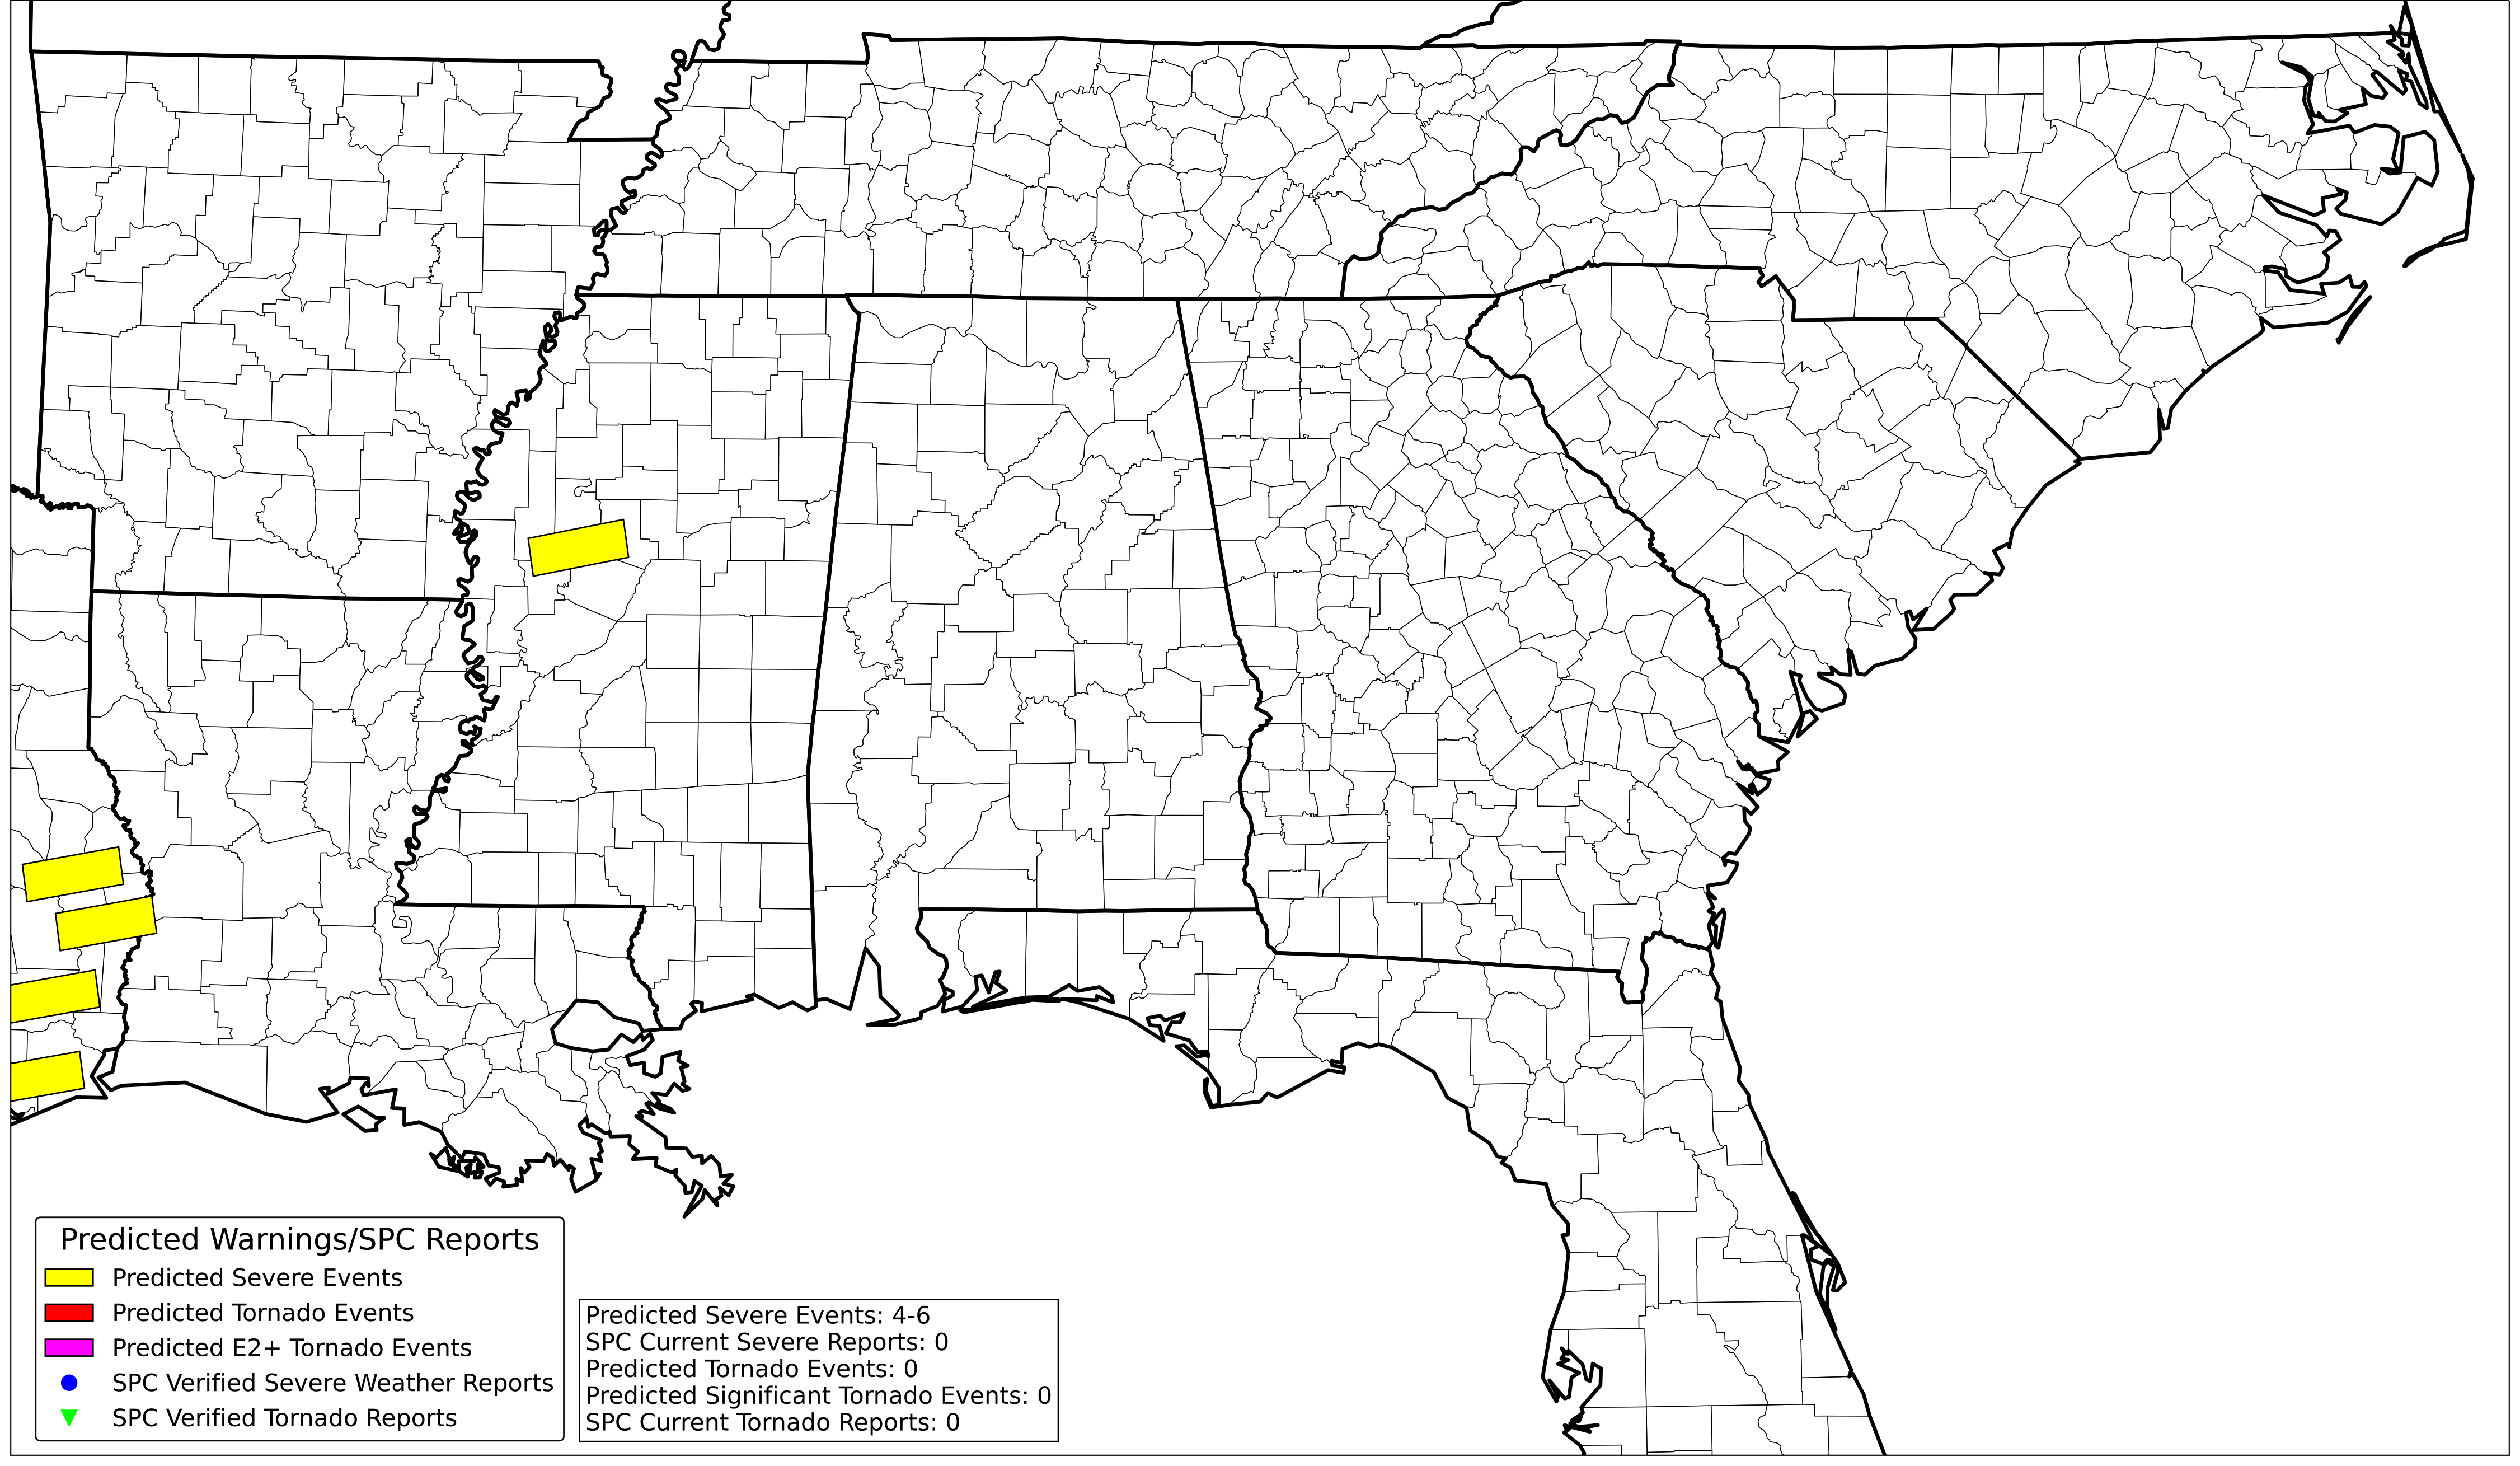 Predicted Warnings/SPC Reports
Predicted Severe Events
Predicted Tornado Events
Predicted E2+ Tornado Events
SPC Verified Severe Weather Reports
SPC Verified Tornado Reports
Predicted Severe Events: 4-6
SPC Current Severe Reports: 0
Predicted Tornado Events: 0
Predicted Significant Tornado Events: 0
SPC Current Tornado Reports: 0